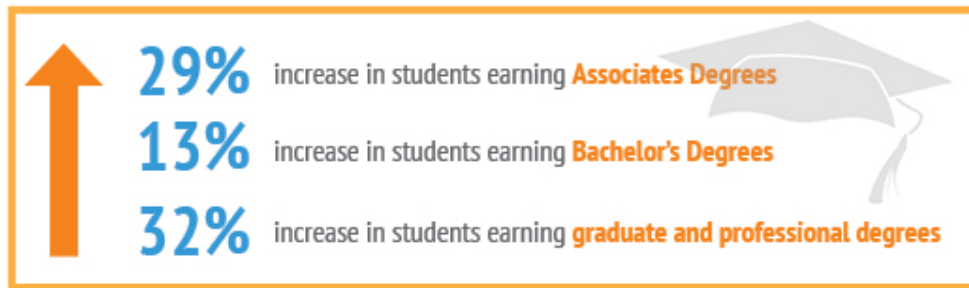 29% increase in students earning Associates Degrees
13% increase in students earning Bachelor's Degrees
32% increase in students earning graduate and professional degrees